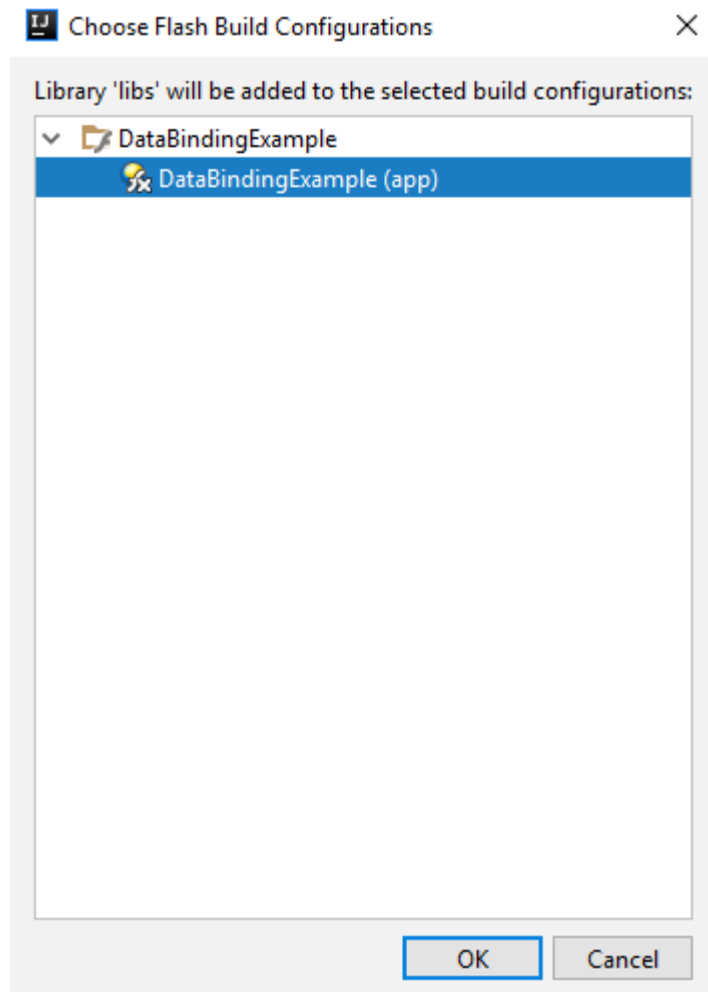 IJ Choose Flash Build Configurations
Library 'libs' will be added to the selected build configurations:
DataBindingExample
DataBindingExample (app)
OK Cancel